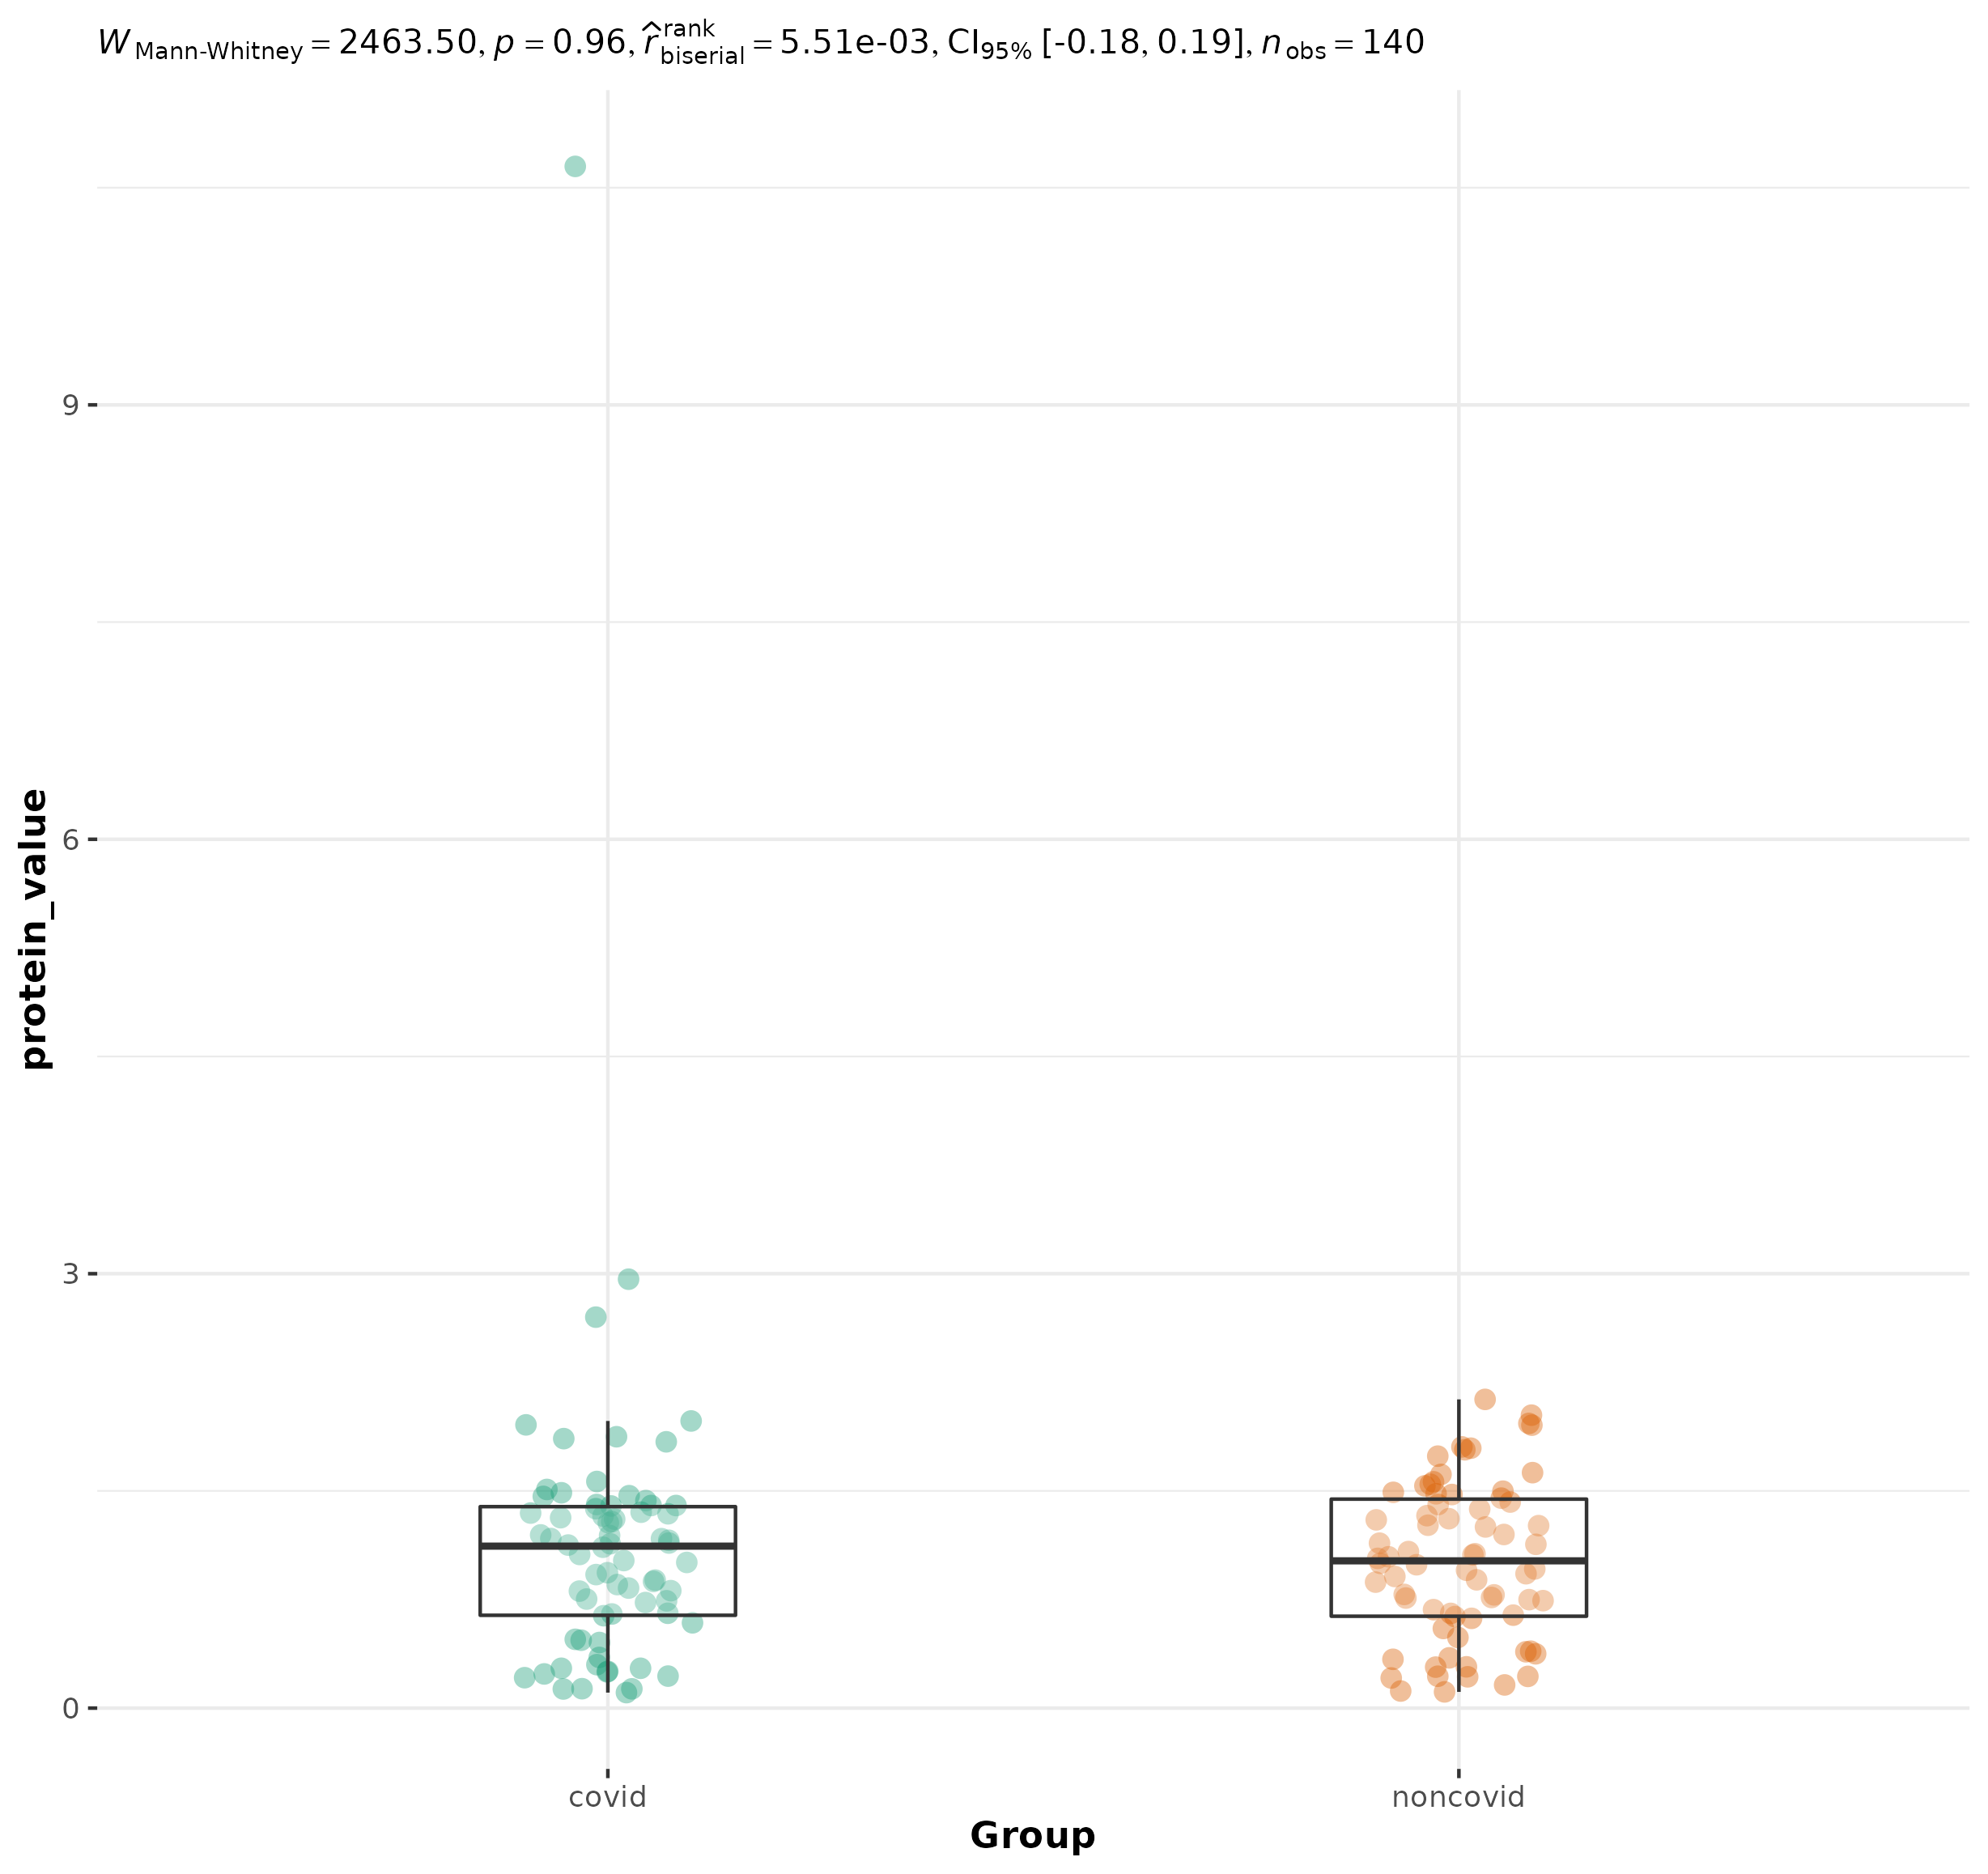 W Mann-Whitney = 2463.50, p = 0.96, r̂ rank biserial = 5.51e-03, CI95% [-0.18, 0.19], nobs = 140
9
6
3
0
protein_value
covid noncovid
Group